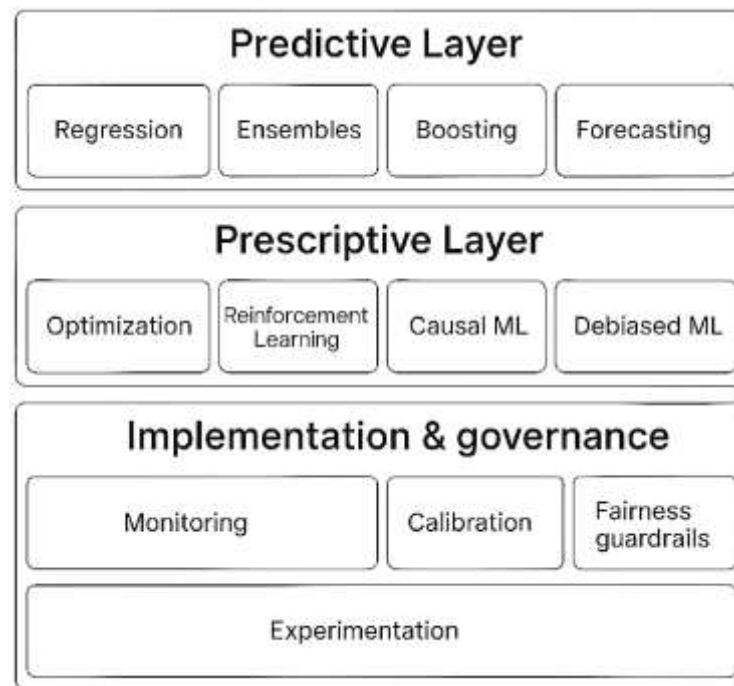 Predictive Layer
Regression
Ensembles
Boosting
Forecasting
Prescriptive Layer
Optimization
Reinforcement
Learning
Causal ML
Debiased ML
Implementation & governance
Monitoring
Calibration
Fairness
guardrails
Experimentation